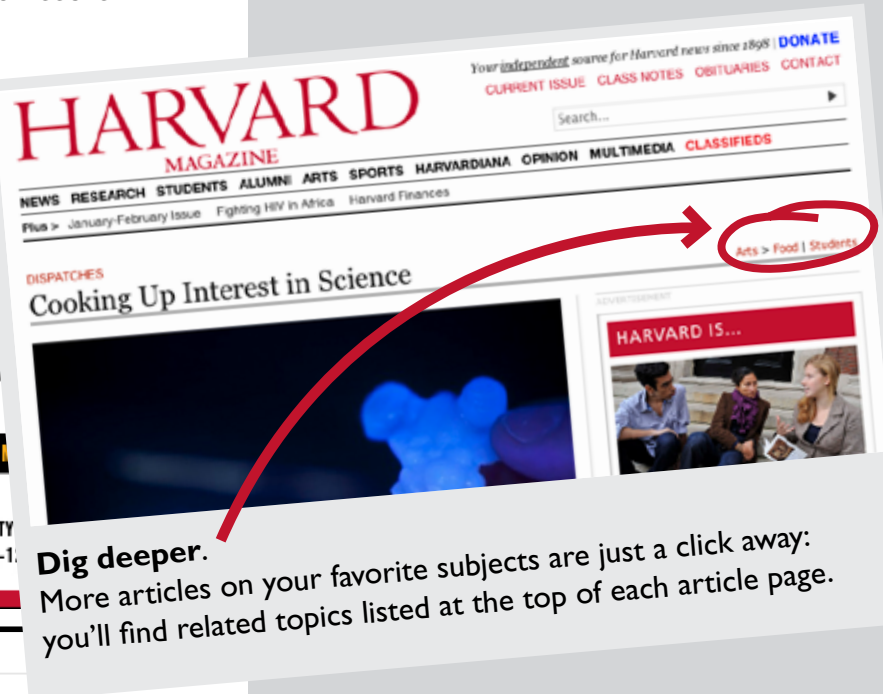 Your independent source for Harvard news since 1898 | DONATE
CURRENT ISSUE CLASS NOTES OBITUARIES CONTACT
HARVARD
MAGAZINE
Search...
NEWS RESEARCH STUDENTS ALUMNI ARTS SPORTS HARVARDIANA OPINION MULTIMEDIA CLASSIFIEDS
Plus > January-February Issue Fighting HIV in Africa Harvard Finances
Arts > Food | Students
DISPATCHES
Cooking Up Interest in Science
ADVERTISEMENT
HARVARD IS...
TY
-1
Dig deeper.
More articles on your favorite subjects are just a click away:
you'll find related topics listed at the top of each article page.